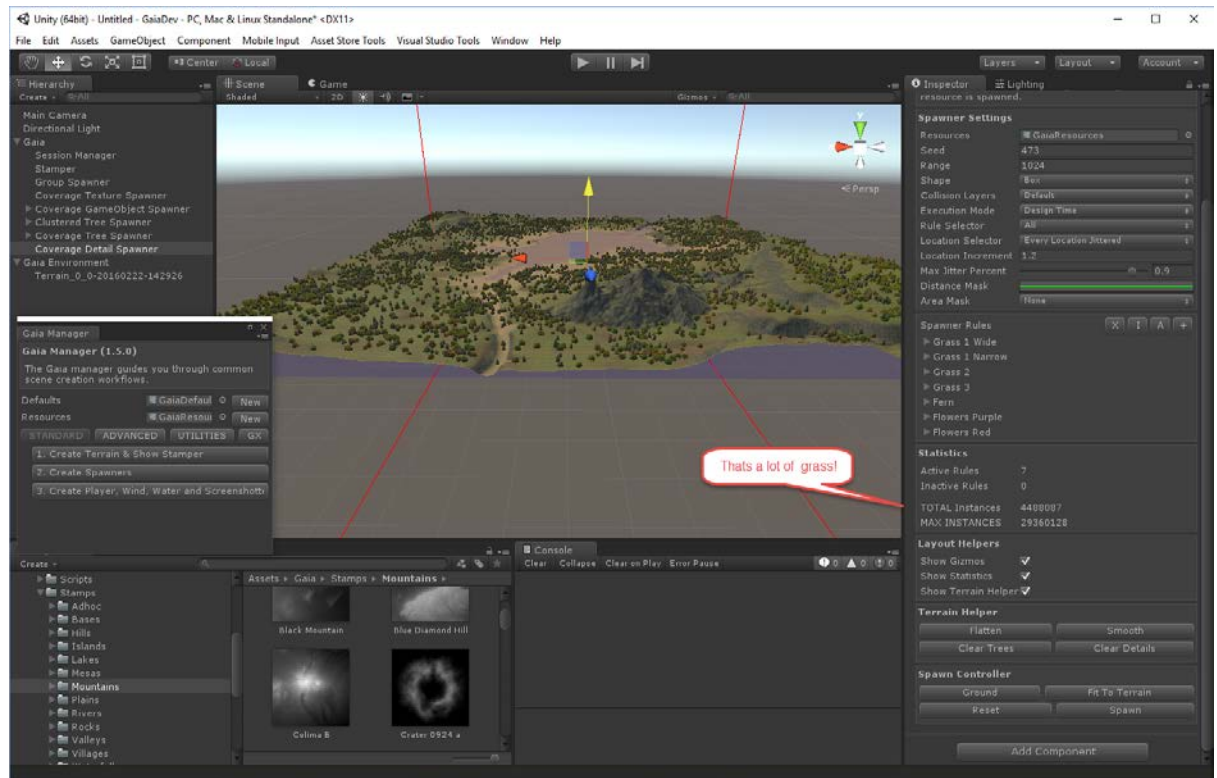 Unity (64bit) - Untitled - GaiaDev - PC, Mac & Linux Standalone* <DX11>
File Edit Assets GameObject Component Mobile Input Asset Store Tools Visual Studio Tools Window Help
Center Local Layers Layout Account
Hierarchy
Create All
Main Camera
Directional Light
Gaia
Session Manager
Stamper
Group Spawner
Coverage Texture Spawner
Coverage GameObject Spawner
Clustered Tree Spawner
Coverage Tree Spawner
Coverage Detail Spawner
Gaia Environment
Terrain_0_0-20160222-142926
Scene Game
Shaded 2D Gizmos All
y
Persp
Thats a lot of grass!
Gaia Manager
Gaia Manager (1.5.0)
The Gaia manager guides you through common
scene creation workflows.
Defaults GaiaDefaul New
Resources GaiaResoui New
STANDARD ADVANCED UTILITIES GX
1. Create Terrain & Show Stamper
2. Create Spawners
3. Create Player, Wind, Water and Screenshott
Create
Scripts
Stamps
Adhoc
Bases
Hills
Islands
Lakes
Mesas
Mountains
Plains
Rivers
Rocks
Valleys
Villages
Assets Gaia Stamps Mountains
Black Mountain Blue Diamond Hill
Colima B Crater 0924 a
Console
Clear Collapse Clear on Play Error Pause 0 0 0
Inspector Lighting
resource is spawned.
Spawner Settings
Resources GaiaResources
Seed 473
Range 1024
Shape Box
Collision Layers Default
Execution Mode Design Time
Rule Selector All
Location Selector Every Location Jittered
Location Increment 1.2
Max Jitter Percent 0.9
Distance Mask
Area Mask None
Spawner Rules X I A +
Grass 1 Wide
Grass 1 Narrow
Grass 2
Grass 3
Fern
Flowers Purple
Flowers Red
Statistics
Active Rules 7
Inactive Rules 0
TOTAL Instances 4488087
MAX INSTANCES 29360128
Layout Helpers
Show Gizmos
Show Statistics
Show Terrain Helper
Terrain Helper
Flatten Smooth
Clear Trees Clear Details
Spawn Controller
Ground Fit To Terrain
Reset Spawn
Add Component